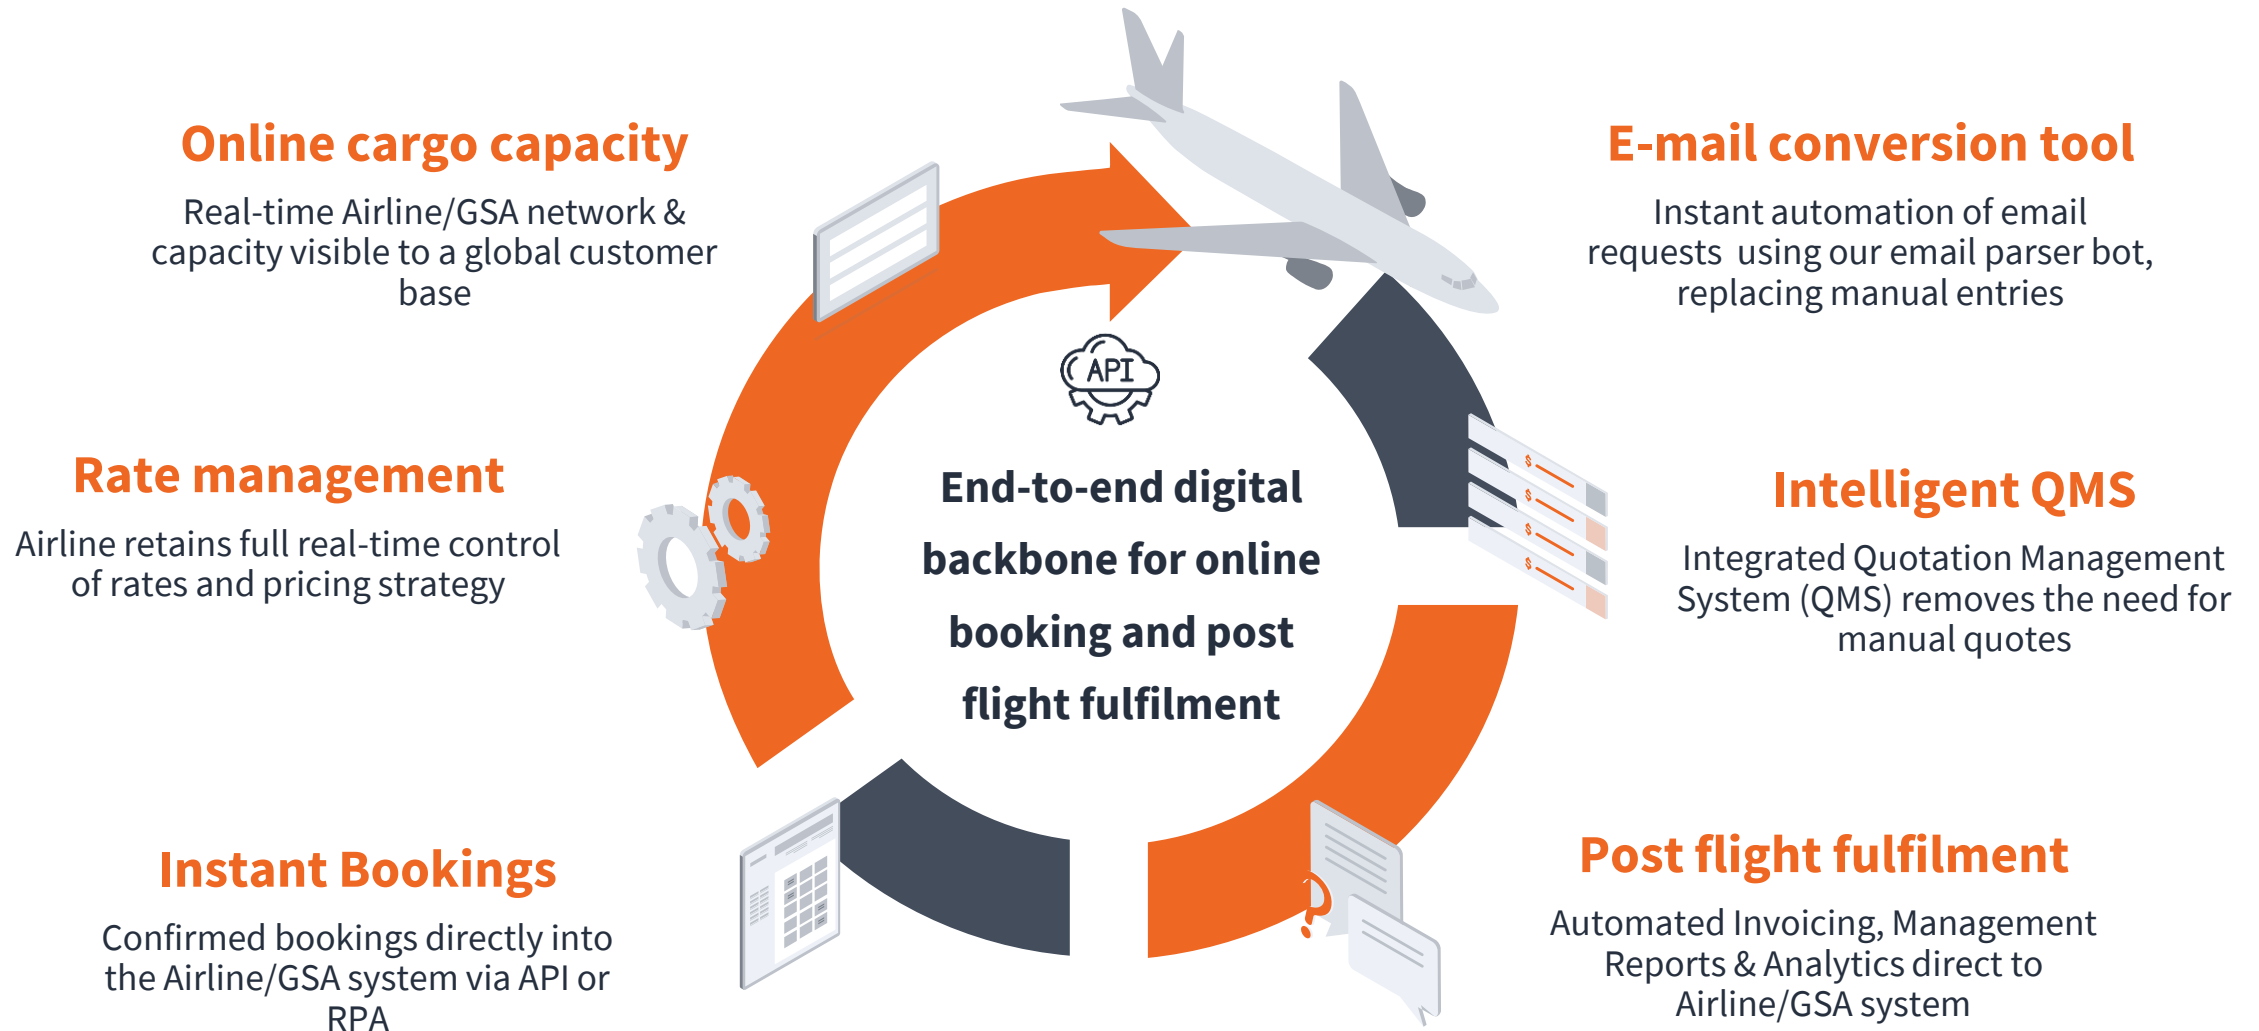 Online cargo capacity
Real-time Airline/GSA network &
capacity visible to a global customer
base
Rate management
Airline retains full real-time control
of rates and pricing strategy
Instant Bookings
Confirmed bookings directly into
the Airline/GSA system via API or
RPA
API
End-to-end digital
backbone for online
booking and post
flight fulfilment
E-mail conversion tool
Instant automation of email
requests  using our email parser bot,
replacing manual entries
$
$
$
$
Intelligent QMS
Integrated Quotation Management
System (QMS) removes the need for
manual quotes
?
Post flight fulfilment
Automated Invoicing, Management
Reports & Analytics direct to
Airline/GSA system